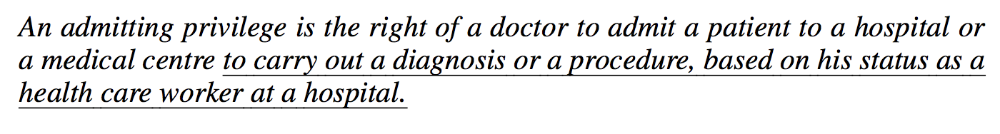 An admitting privilege is the right of a doctor to admit a patient to a hospital or
a medical centre to carry out a diagnosis or a procedure, based on his status as a
health care worker at a hospital.